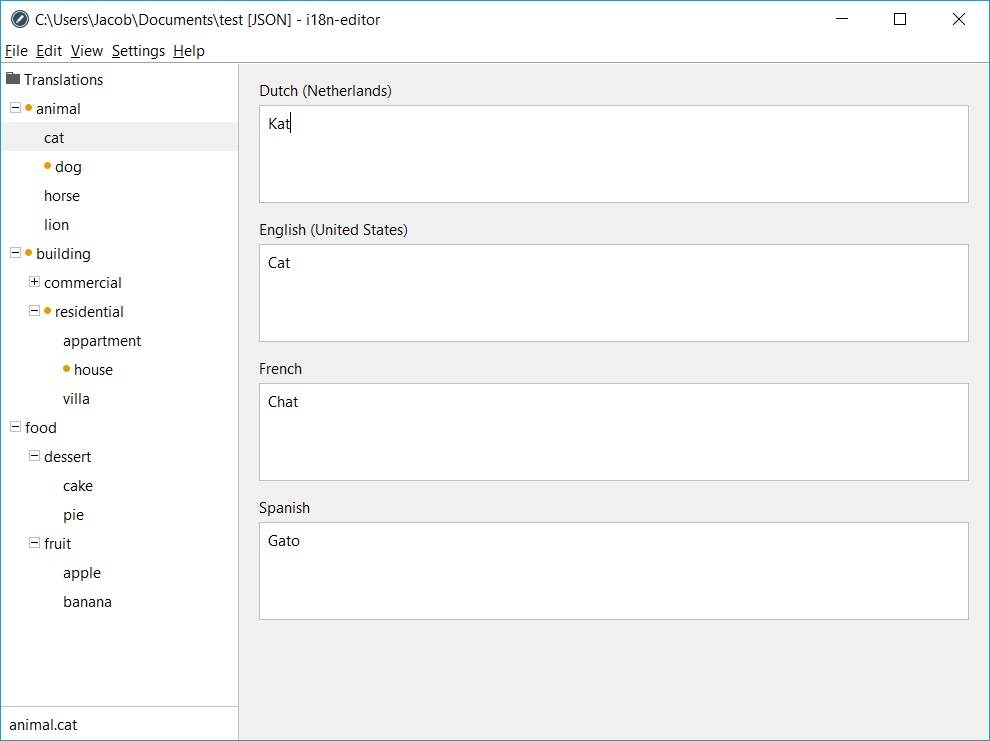 C:\Users\Jacob\Documents\test [JSON] - i18n-editor
File Edit View Settings Help
Translations
animal
cat
dog
horse
lion
building
commercial
residential
appartment
house
villa
food
dessert
cake
pie
fruit
apple
banana
animal.cat
Dutch (Netherlands)
Kat
English (United States)
Cat
French
Chat
Spanish
Gato